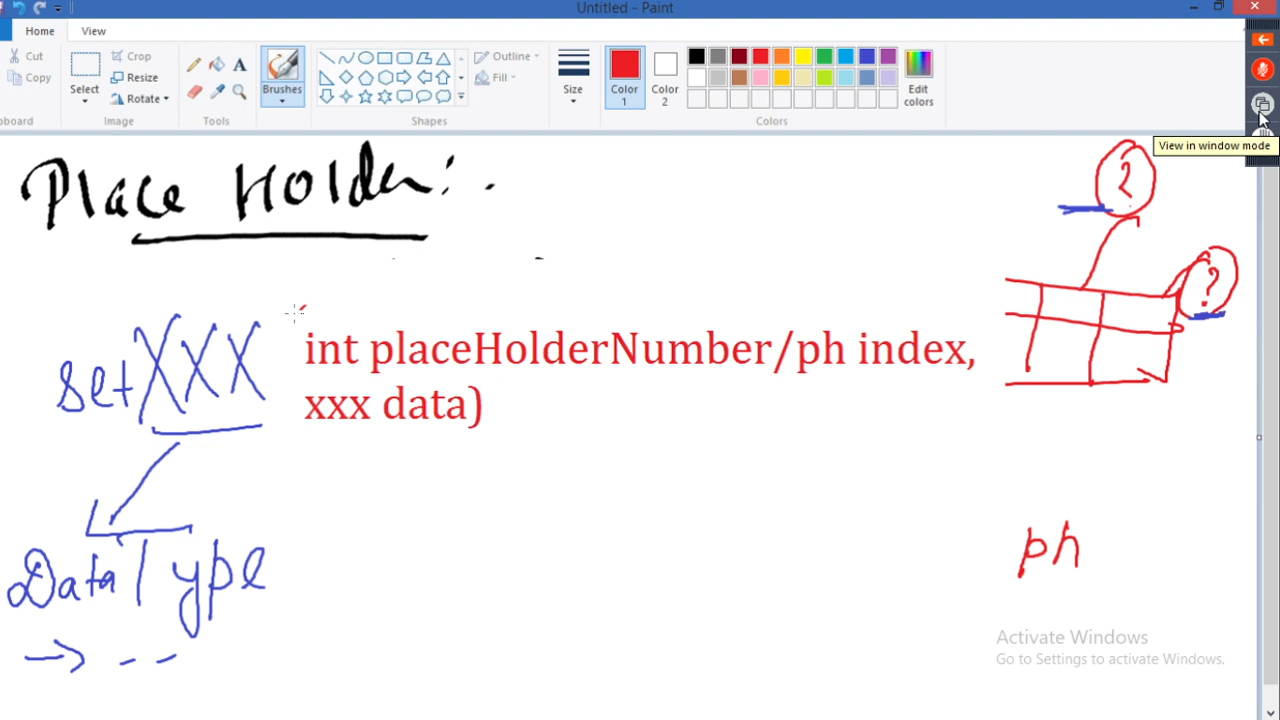 Untitled - Paint
Home View
Cut
Copy
Select
Crop
Resize
Rotate
Brushes
Outline
Fill
Size
Color 1
Color 2
Edit colors
board
Image
Tools
Shapes
Colors
View in window mode
Place Holder: .
?
?
setXXX
int placeHolderNumber/ph index,
xxx data)
DataType
ph
Activate Windows
Go to Settings to activate Windows.